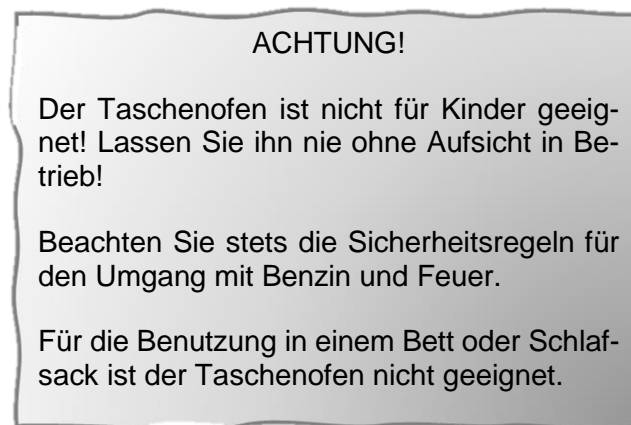 ACHTUNG!
Der Taschenofen ist nicht für Kinder geeig-
net! Lassen Sie ihn nie ohne Aufsicht in Be-
trieb!
Beachten Sie stets die Sicherheitsregeln für
den Umgang mit Benzin und Feuer.
Für die Benutzung in einem Bett oder Schlaf-
sack ist der Taschenofen nicht geeignet.